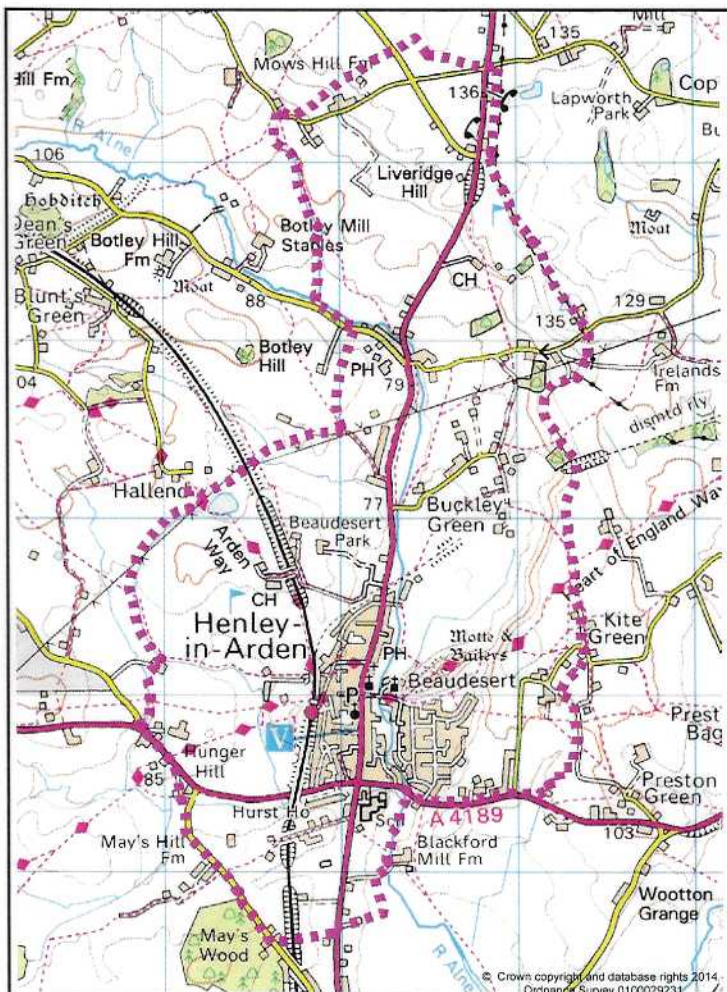 135
Mill
Mows Hill Fm
Hill Fm
136
Cop
Lapworth
Park
R Alne
Liveridge
Hill
106
Hobditch
Dean's
Green
Botley Hill
Fm
Botley Mill
Stables
Moat
Moat
CH
88
Blunt's
Green
129
135
Botley
Hill
PH
79
Irelands
Fm
04
dismtd rly
Hallend
77
Buckley
Green
Beaudesert
Park
Arden
Way
Heart of England Way
CH
Henley-
in-Arden
Kite
Green
PH
Motte &
Baileys
Beaudesert
P
Prest
Bag
V
Hunger
Hill
85
Preston
Green
Hurst Ho
Sch
A 4189
103
May's Hill
Fm
Blackford
Mill Fm
Wootton
Grange
May's
Wood
R Alne
© Crown copyright and database rights 2014.
Ordnance Survey 0100029231